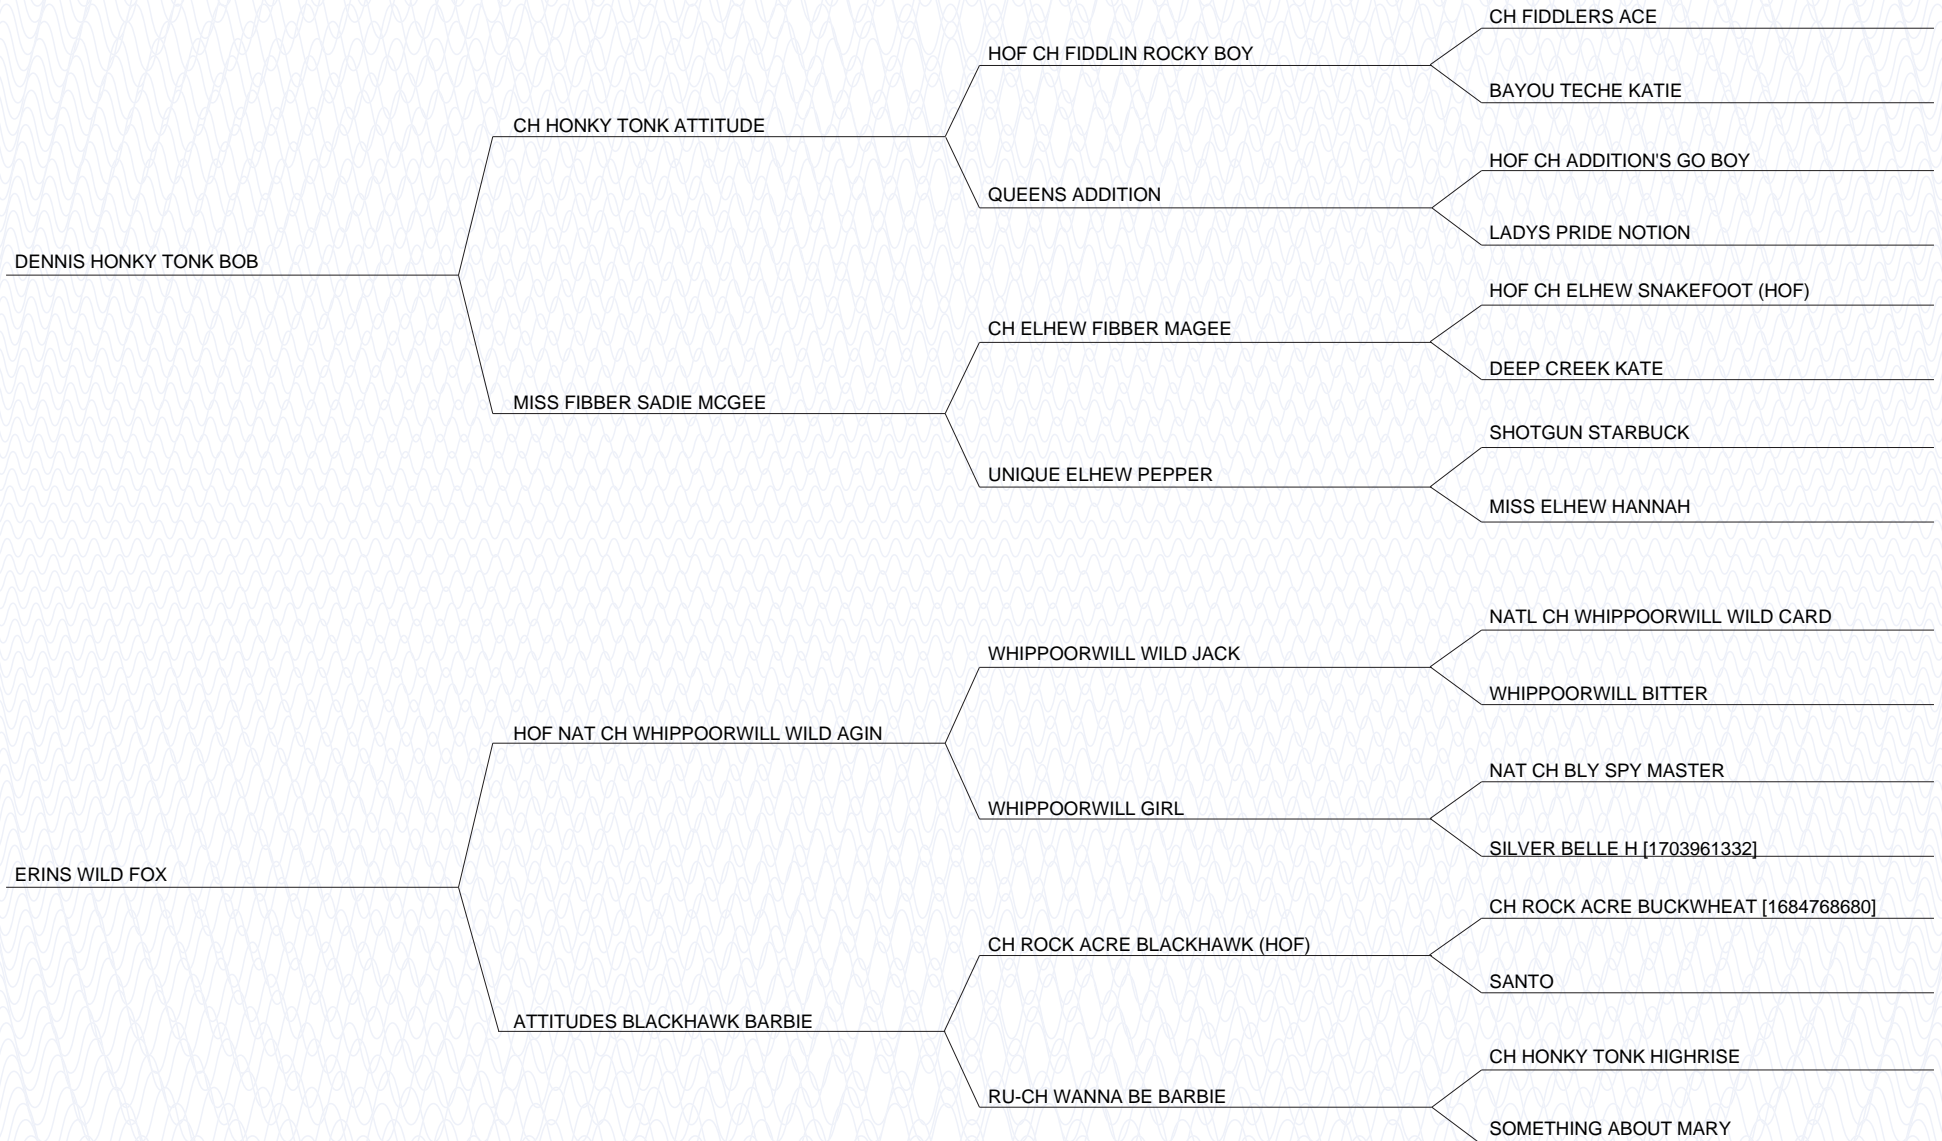 CH FIDDLERS ACE
HOF CH FIDDLIN ROCKY BOY
BAYOU TECHE KATIE
CH HONKY TONK ATTITUDE
HOF CH ADDITION'S GO BOY
QUEENS ADDITION
LADYS PRIDE NOTION
DENNIS HONKY TONK BOB
HOF CH ELHEW SNAKEFOOT (HOF)
CH ELHEW FIBBER MAGEE
DEEP CREEK KATE
MISS FIBBER SADIE MCGEE
SHOTGUN STARBUCK
UNIQUE ELHEW PEPPER
MISS ELHEW HANNAH
NATL CH WHIPPOORWILL WILD CARD
WHIPPOORWILL WILD JACK
WHIPPOORWILL BITTER
HOF NAT CH WHIPPOORWILL WILD AGIN
NAT CH BLY SPY MASTER
WHIPPOORWILL GIRL
SILVER BELLE H [1703961332]
ERINS WILD FOX
CH ROCK ACRE BUCKWHEAT [1684768680]
CH ROCK ACRE BLACKHAWK (HOF)
SANTO
ATTITUDES BLACKHAWK BARBIE
CH HONKY TONK HIGHRISE
RU-CH WANNA BE BARBIE
SOMETHING ABOUT MARY